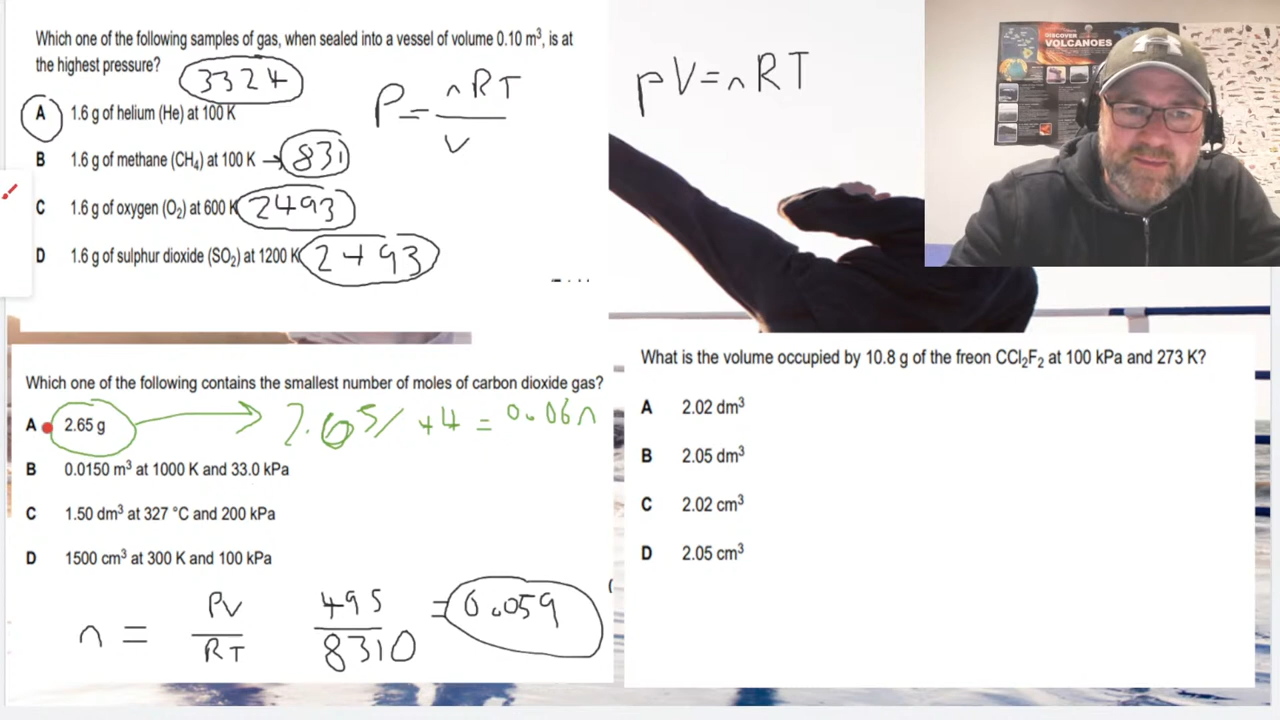 Which one of the following samples of gas, when sealed into a vessel of volume 0.10 m³, is at
the highest pressure?
3324
A 1.6 g of helium (He) at 100 K
B 1.6 g of methane (CH₄) at 100 K → 831
C 1.6 g of oxygen (O₂) at 600 K 2493
D 1.6 g of sulphur dioxide (SO₂) at 1200 K 2493
P = nRT
V
pV = nRT
DISCOVER
VOLCANOES
Which one of the following contains the smallest number of moles of carbon dioxide gas?
A 2.65 g → 2.65/44 = 0.06n
B 0.0150 m³ at 1000 K and 33.0 kPa
C 1.50 dm³ at 327 °C and 200 kPa
D 1500 cm³ at 300 K and 100 kPa
n = PV 495 = 0.059
RT 8310
What is the volume occupied by 10.8 g of the freon CCl₂F₂ at 100 kPa and 273 K?
A 2.02 dm³
B 2.05 dm³
C 2.02 cm³
D 2.05 cm³